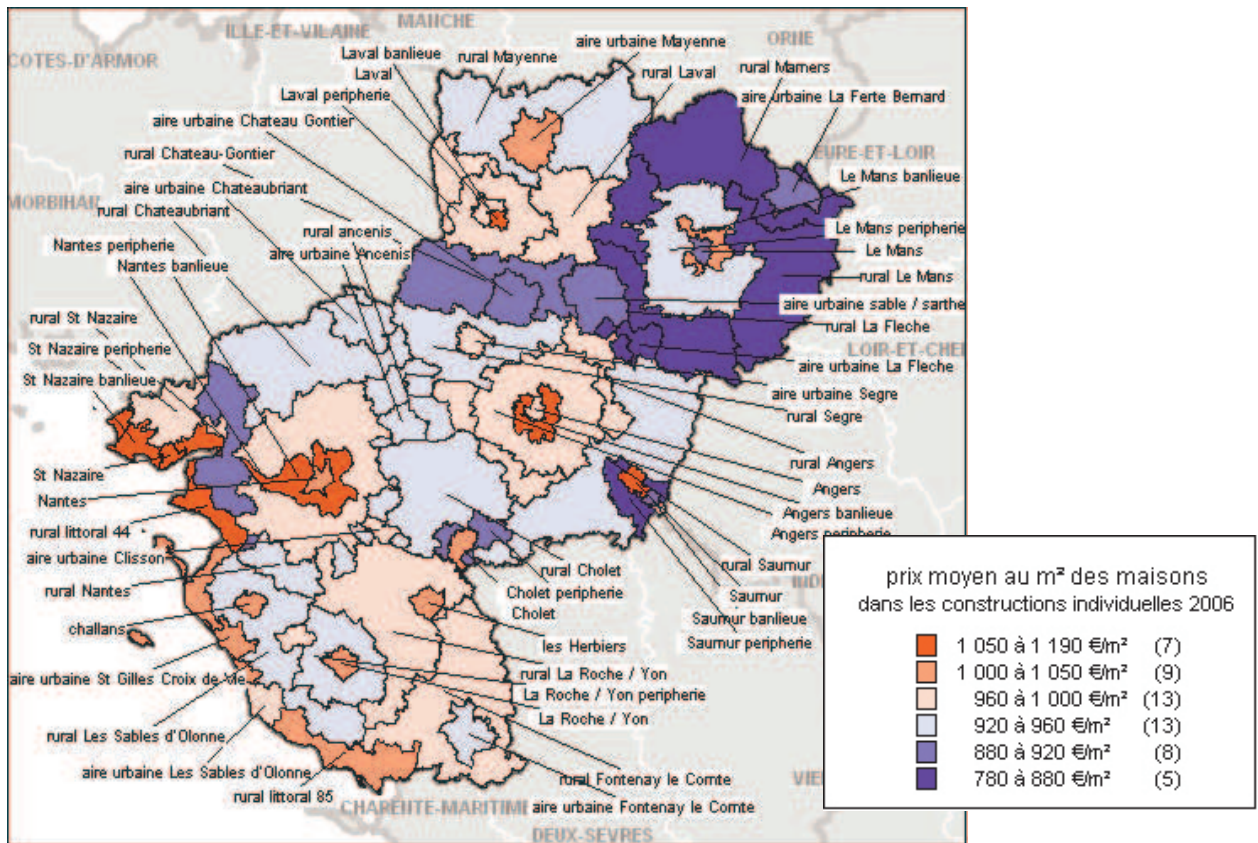 MANCHE
ILLE-ET-VILAINE
ORNE
COTES-D'ARMOR
Laval banlieue
Laval
Laval peripherie
rural Mayenne
aire urbaine Mayenne
rural Laval
rural Mamers
aire urbaine La Ferte Bernard
aire urbaine Chateau Gontier
rural Chateau-Gontier
aire urbaine Chateaubriant
rural Chateaubriant
EURE-ET-LOIR
Le Mans banlieue
MORBIHAN
rural ancenis
aire urbaine Ancenis
Nantes peripherie
Nantes banlieue
Le Mans peripherie
Le Mans
rural Le Mans
aire urbaine sable / sarthe
rural La Fleche
LOIR-ET-CHER
aire urbaine La Fleche
rural St Nazaire
St Nazaire peripherie
St Nazaire banlieue
aire urbaine Segre
rural Segre
St Nazaire
Nantes
rural littoral 44
aire urbaine Clisson
rural Nantes
challans
rural Angers
Angers
Angers banlieue
Angers peripherie
rural Saumur
Saumur
Saumur banlieue
Saumur peripherie
rural Cholet
Cholet peripherie
Cholet
les Herbiers
rural La Roche / Yon
La Roche / Yon peripherie
La Roche / Yon
aire urbaine St Gilles Croix de Vie
rural Les Sables d'Olonne
aire urbaine Les Sables d'Olonne
rural littoral 85
rural Fontenay le Comte
aire urbaine Fontenay le Comte
CHARENTE-MARITIME
DEUX-SEVRES
prix moyen au m² des maisons
dans les constructions individuelles 2006
1 050 à 1 190 €/m² (7)
1 000 à 1 050 €/m² (9)
960 à 1 000 €/m² (13)
920 à 960 €/m² (13)
880 à 920 €/m² (8)
780 à 880 €/m² (5)